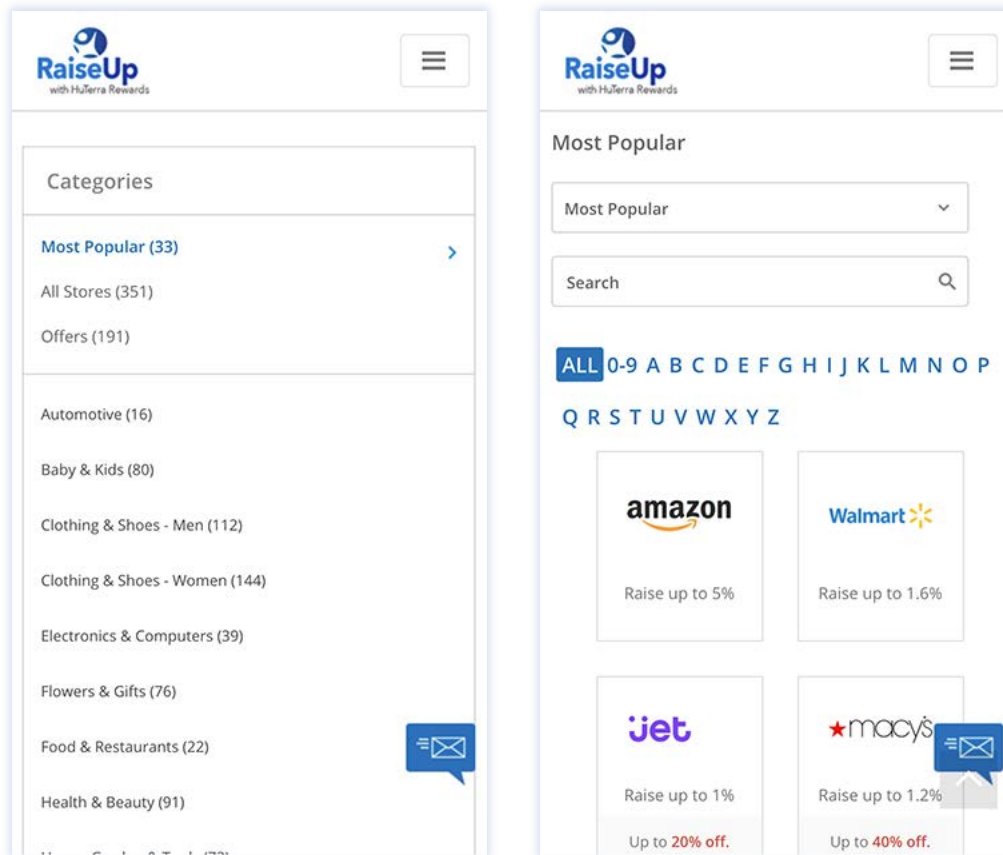 RaiseUp
with HuTerra Rewards
Categories
Most Popular (33)
All Stores (351)
Offers (191)
Automotive (16)
Baby & Kids (80)
Clothing & Shoes - Men (112)
Clothing & Shoes - Women (144)
Electronics & Computers (39)
Flowers & Gifts (76)
Food & Restaurants (22)
Health & Beauty (91)
RaiseUp
with HuTerra Rewards
Most Popular
Most Popular
Search
ALL 0-9 A B C D E F G H I J K L M N O P
Q R S T U V W X Y Z
amazon
Walmart
Raise up to 5%
Raise up to 1.6%
jet
macy's
Raise up to 1%
Raise up to 1.2%
Up to 20% off.
Up to 40% off.